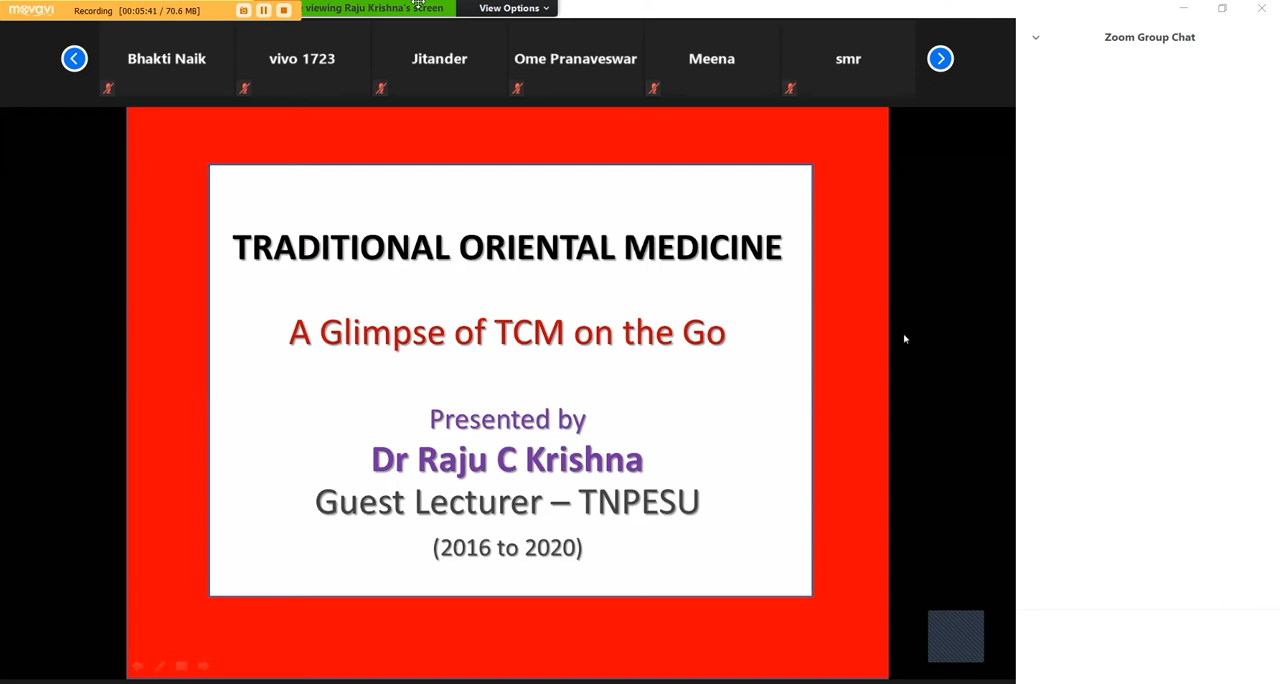 movavi
Recording [00:05:41 / 70.6 MB]
viewing Raju Krishna's screen
View Options
Zoom Group Chat
Bhakti Naik
vivo 1723
Jitander
Ome Pranaveswar
Meena
smr
TRADITIONAL ORIENTAL MEDICINE
A Glimpse of TCM on the Go
Presented by
Dr Raju C Krishna
Guest Lecturer – TNPESU
(2016 to 2020)